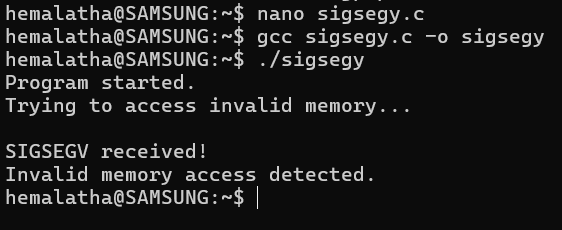 hemalatha@SAMSUNG:~$ nano sigsegy.c
hemalatha@SAMSUNG:~$ gcc sigsegy.c -o sigsegy
hemalatha@SAMSUNG:~$ ./sigsegy
Program started.
Trying to access invalid memory...
SIGSEGV received!
Invalid memory access detected.
hemalatha@SAMSUNG:~$